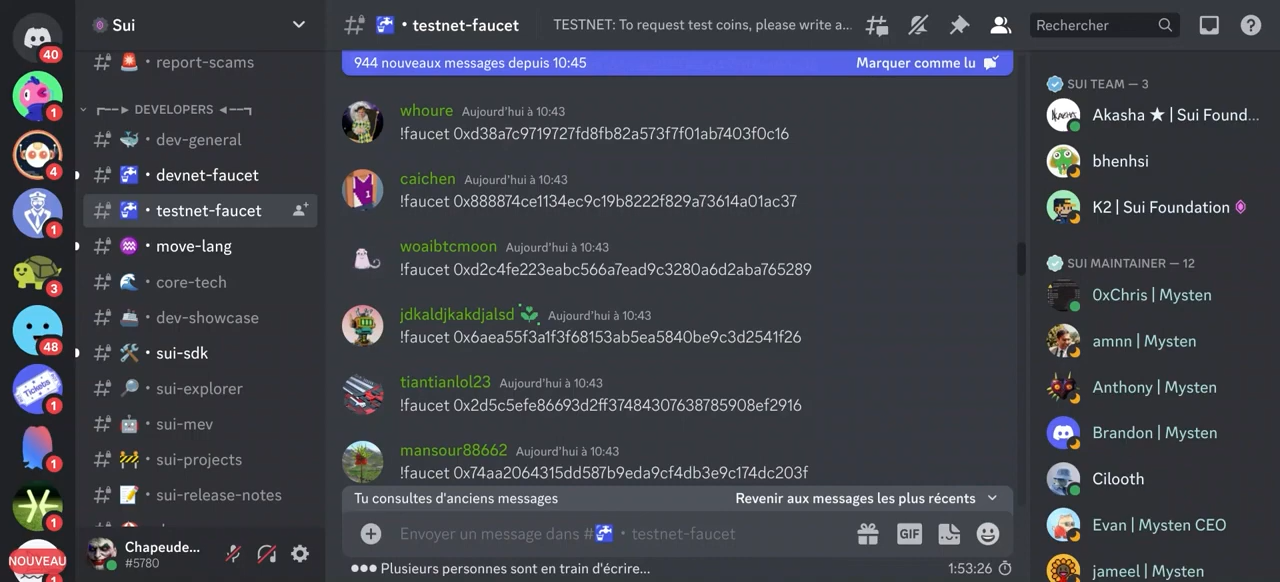 40
1
4
1
3
48
Tickets
1
1
1
NOUVEAU
Sui
# 🚨 • report-scams
DEVELOPERS
# 🐳 • dev-general
# 🚰 • devnet-faucet
# 🚰 • testnet-faucet
# ♒ • move-lang
# 🌊 • core-tech
# 🚢 • dev-showcase
# 🛠️ • sui-sdk
# 🔎 • sui-explorer
# 🤖 • sui-mev
# 🚧 • sui-projects
# 📝 • sui-release-notes
Chapeude...
#5780
# 🚰 • testnet-faucet
TESTNET: To request test coins, please write a...
Rechercher
944 nouveaux messages depuis 10:45
Marquer comme lu
whoure Aujourd'hui à 10:43
!faucet 0xd38a7c9719727fd8fb82a573f7f01ab7403f0c16
caichen Aujourd'hui à 10:43
!faucet 0x888874ce1134ec9c19b8222f829a73614a01ac37
woaibtcmoon Aujourd'hui à 10:43
!faucet 0xd2c4fe223eabc566a7ead9c3280a6d2aba765289
jdkaldjkakdjalsd Aujourd'hui à 10:43
!faucet 0x6aea55f3a1f3f68153ab5ea5840be9c3d2541f26
tiantianlol23 Aujourd'hui à 10:43
!faucet 0x2d5c5efe86693d2ff37484307638785908ef2916
mansour88662 Aujourd'hui à 10:43
!faucet 0x74aa2064315dd587b9eda9cf4db3e9c174dc203f
Tu consultes d'anciens messages
Revenir aux messages les plus récents
Envoyer un message dans #🚰 • testnet-faucet
GIF
Plusieurs personnes sont en train d'écrire...
1:53:26
SUI TEAM — 3
Akasha ★ | Sui Found...
bhenhsi
K2 | Sui Foundation
SUI MAINTAINER — 12
0xChris | Mysten
amnn | Mysten
Anthony | Mysten
Brandon | Mysten
Cilooth
Evan | Mysten CEO
jameel | Mysten